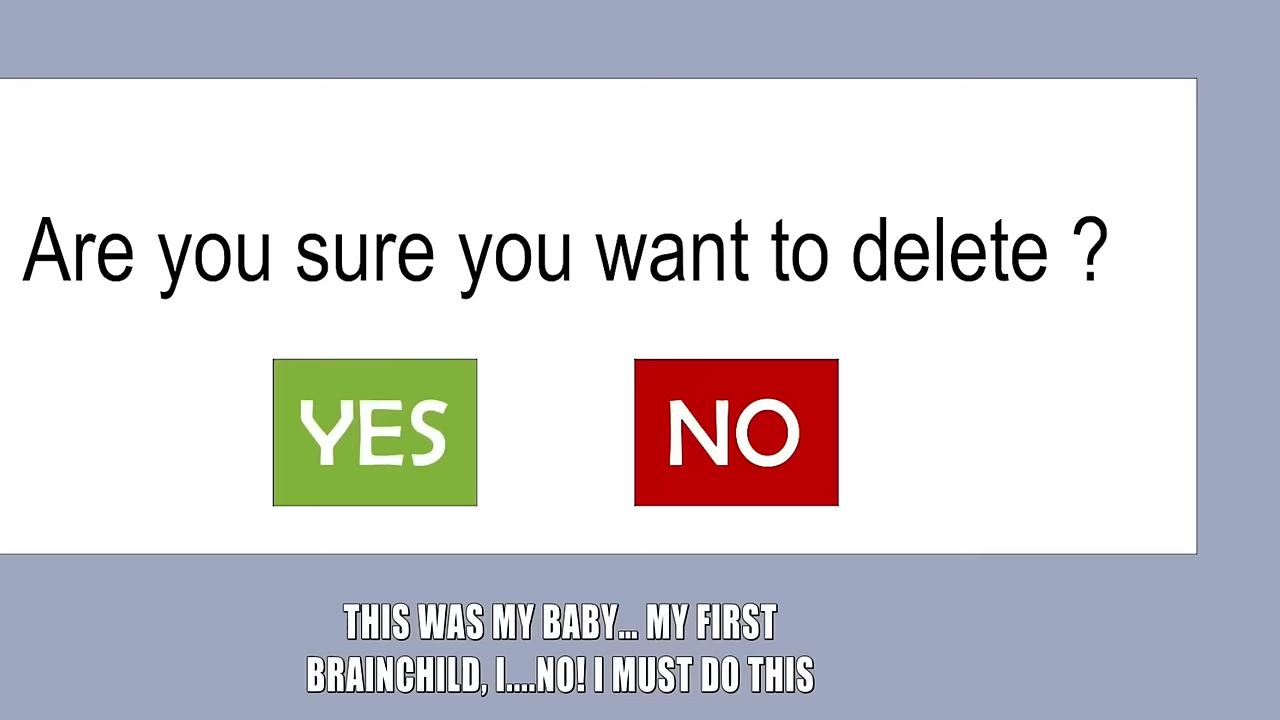 Are you sure you want to delete ?
YES NO
THIS WAS MY BABY... MY FIRST
BRAINCHILD, I....NO! I MUST DO THIS